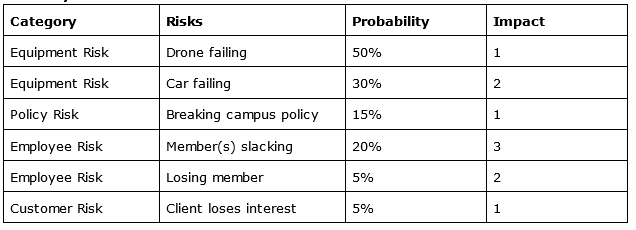 Category Risks Probability Impact
Equipment Risk Drone failing 50% 1
Equipment Risk Car failing 30% 2
Policy Risk Breaking campus policy 15% 1
Employee Risk Member(s) slacking 20% 3
Employee Risk Losing member 5% 2
Customer Risk Client loses interest 5% 1